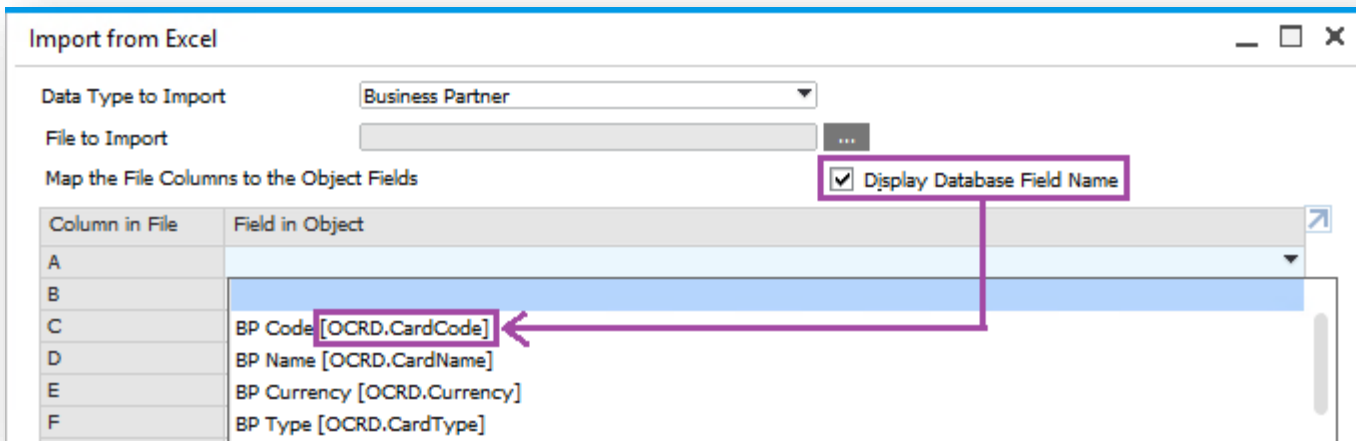 Import from Excel
Data Type to Import Business Partner
File to Import ...
Map the File Columns to the Object Fields Display Database Field Name
Column in File Field in Object
A
B
C BP Code [OCRD.CardCode]
D BP Name [OCRD.CardName]
E BP Currency [OCRD.Currency]
F BP Type [OCRD.CardType]